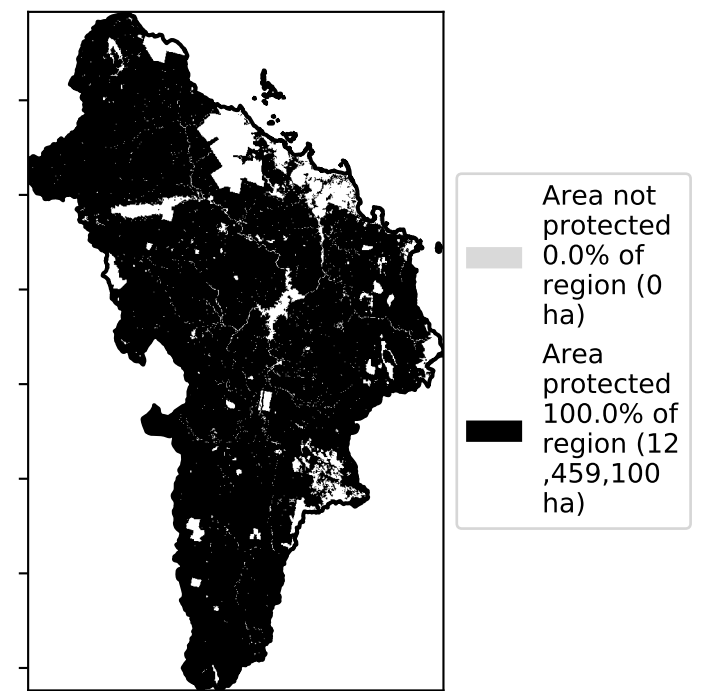 Area not
protected
0.0% of
region (0
ha)
Area
protected
100.0% of
region (12
,459,100
ha)